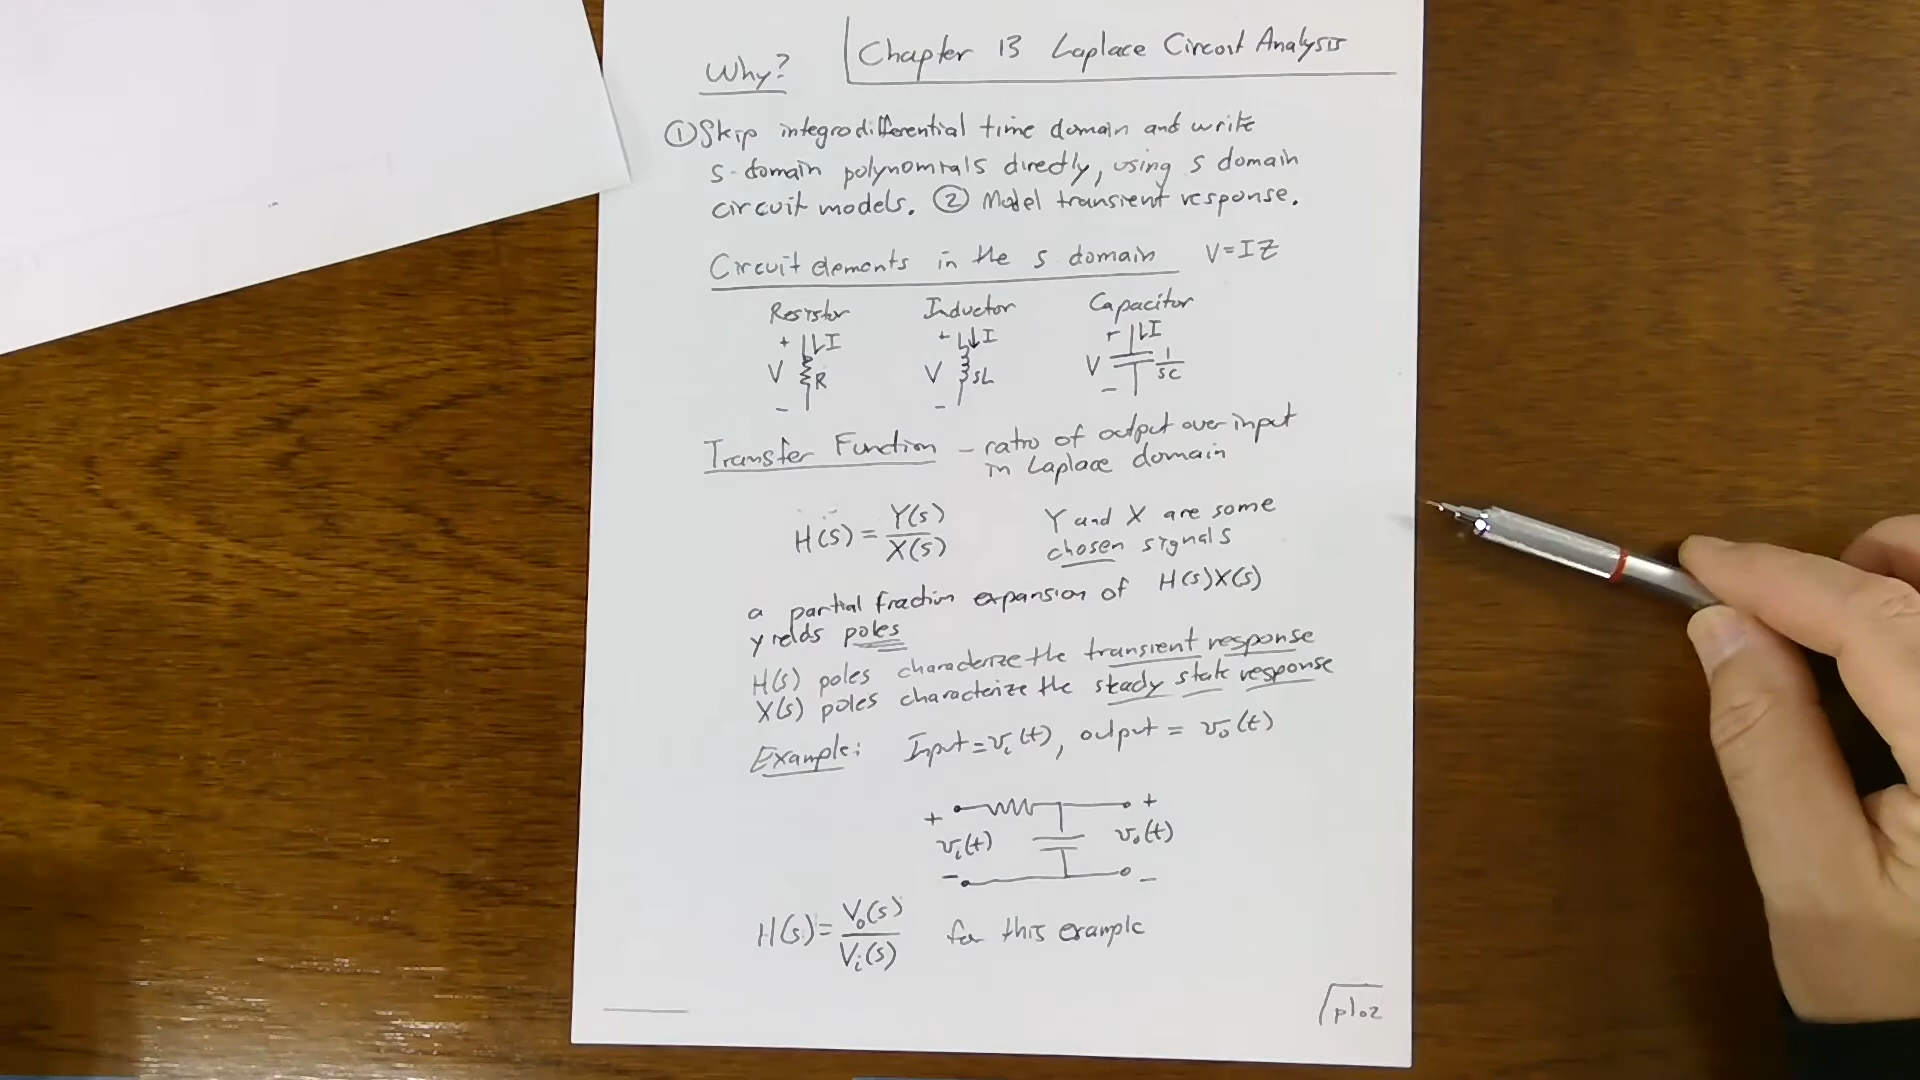 Chapter 13 Laplace Circuit Analysis
Why?
① Skip integrodifferential time domain and write
s-domain polynomials directly, using s domain
circuit models. ② Model transient response.
Circuit elements in the s domain V=IZ
Resistor Inductor Capacitor
+ I + I + I
V R V sL V 1/sC
- - -
Transfer Function – ratio of output over input
in Laplace domain
H(s) = Y(s)/X(s) Y and X are some
chosen signals
a partial fraction expansion of H(s)X(s)
yields poles
H(s) poles characterize the transient response
X(s) poles characterize the steady state response
Example: Input = vi(t), output = vo(t)
+ +
vi(t) vo(t)
- -
H(s) = Vo(s)/Vi(s) for this example
p1of2